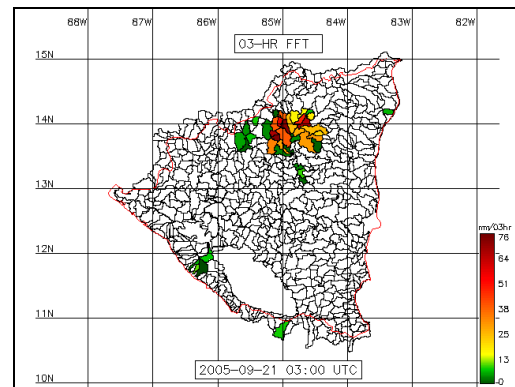 88W 87W 86W 85W 84W 83W 82W
03-HR FFT
15N
14N
13N
12N
11N
10N
mm/03hr
76
64
51
38
26
13
-0
2005-09-21 03:00 UTC